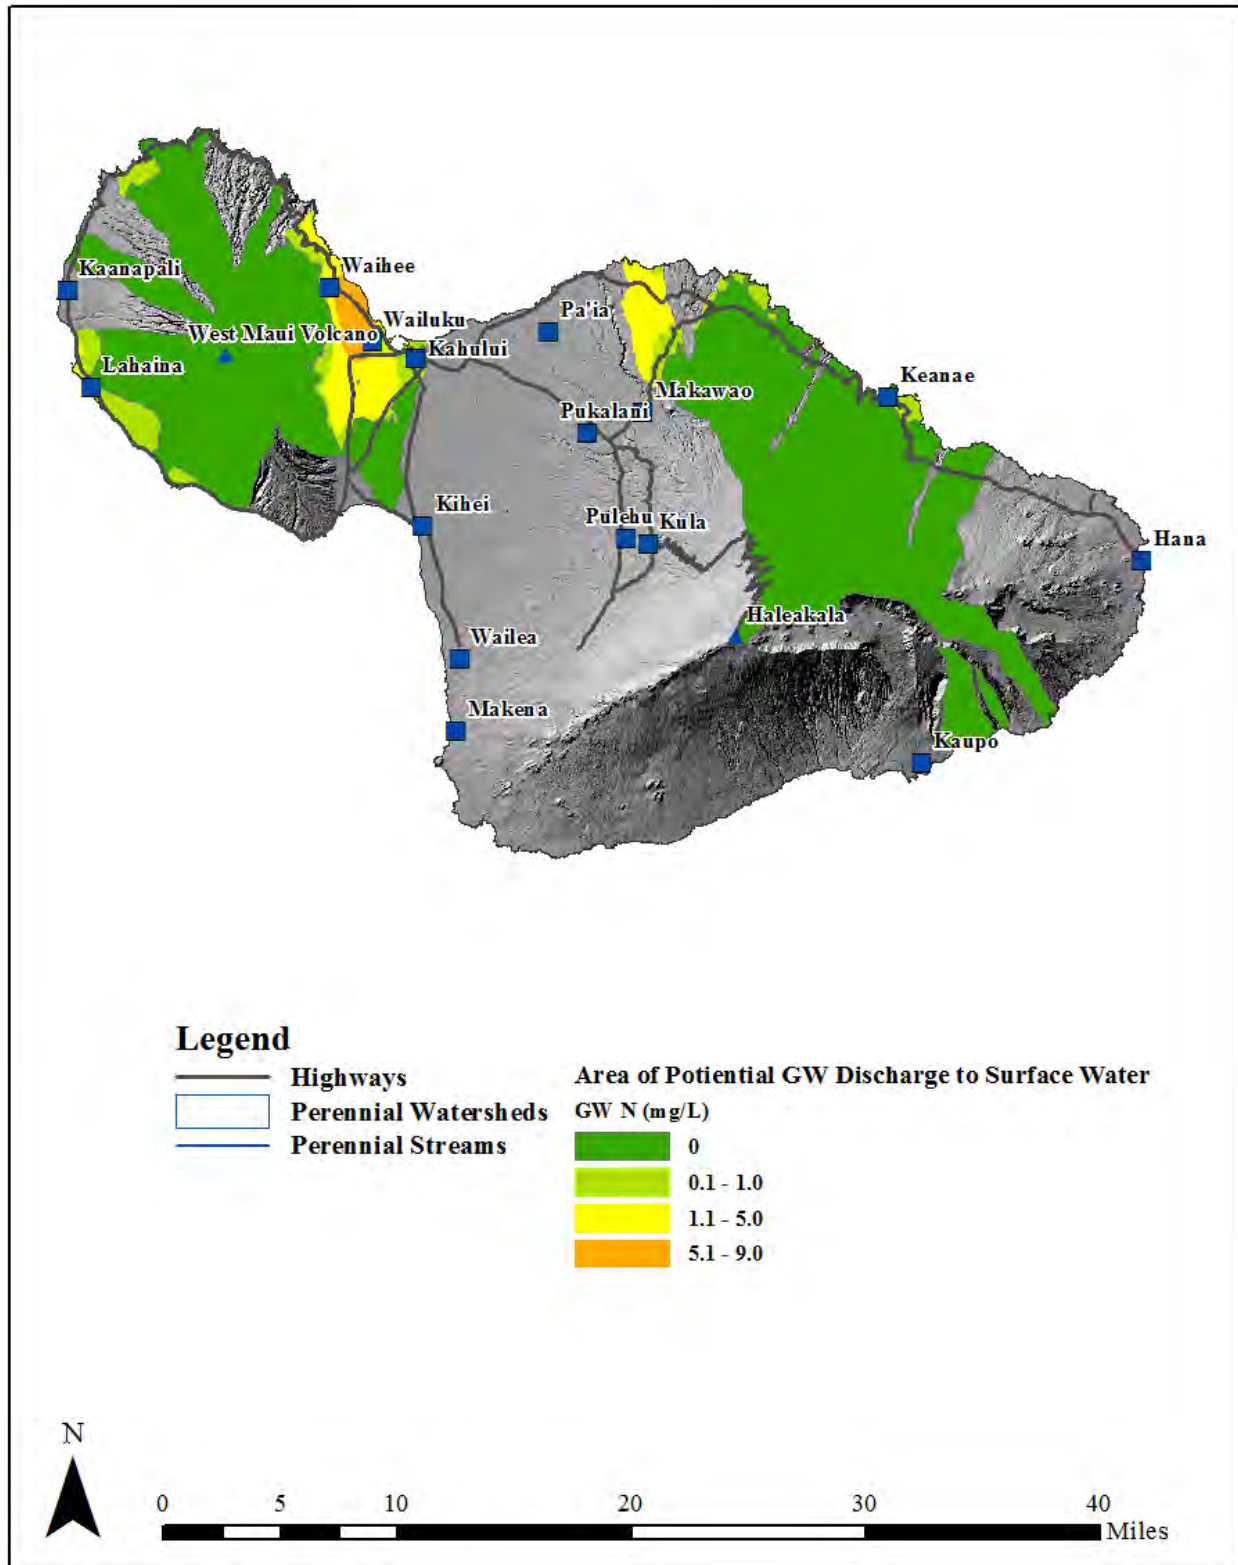 Waihee
Kaanapali
Wailuku
Pa'ia
West Maui Volcano
Kahului
Lahaina
Keanae
Makawao
Pukalani
Kihei
Pulehu
Kula
Hana
Haleakala
Wailea
Makena
Kaupo
Legend
Highways
Perennial Watersheds
Perennial Streams
Area of Potiential GW Discharge to Surface Water
GW N (mg/L)
0
0.1 - 1.0
1.1 - 5.0
5.1 - 9.0
N
0 5 10 20 30 40
Miles